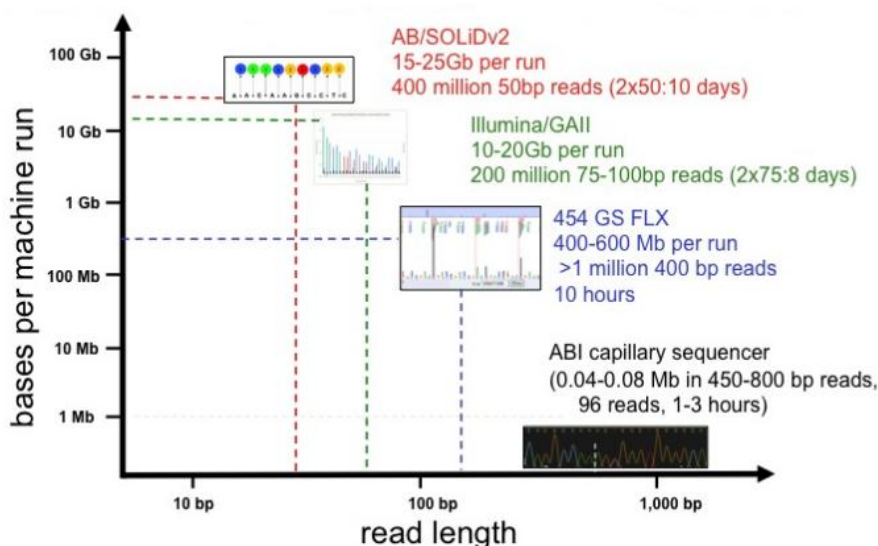 100 Gb
10 Gb
1 Gb
100 Mb
10 Mb
1 Mb
bases per machine run
AB/SOLiDv2
15-25Gb per run
400 million 50bp reads (2x50:10 days)
Illumina/GAII
10-20Gb per run
200 million 75-100bp reads (2x75:8 days)
454 GS FLX
400-600 Mb per run
>1 million 400 bp reads
10 hours
ABI capillary sequencer
(0.04-0.08 Mb in 450-800 bp reads,
96 reads, 1-3 hours)
10 bp
100 bp
1,000 bp
read length